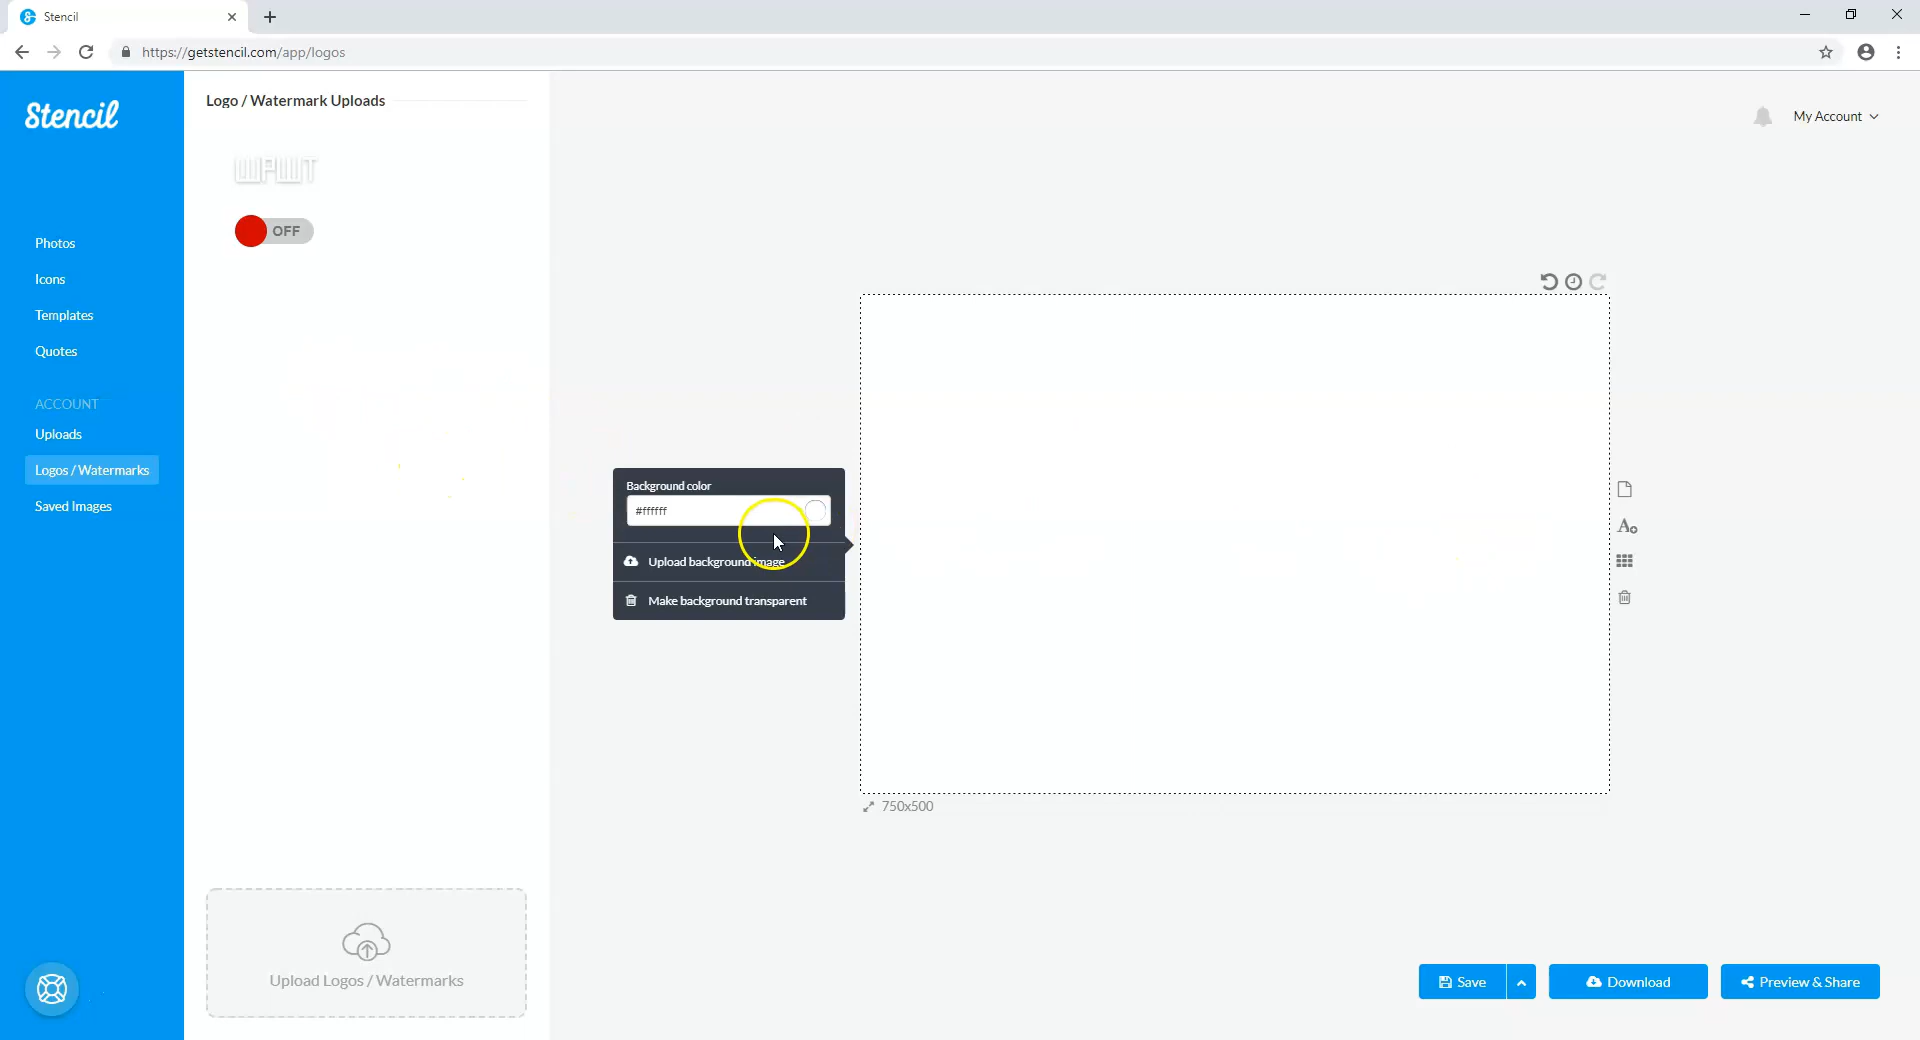 Stencil
https://getstencil.com/app/logos
Stencil
Photos
Icons
Templates
Quotes
ACCOUNT
Uploads
Logos / Watermarks
Saved Images
Logo / Watermark Uploads
WPWT
OFF
Upload Logos / Watermarks
My Account
Background color
#ffffff
Upload background image
Make background transparent
750x500
Save
Download
Preview & Share